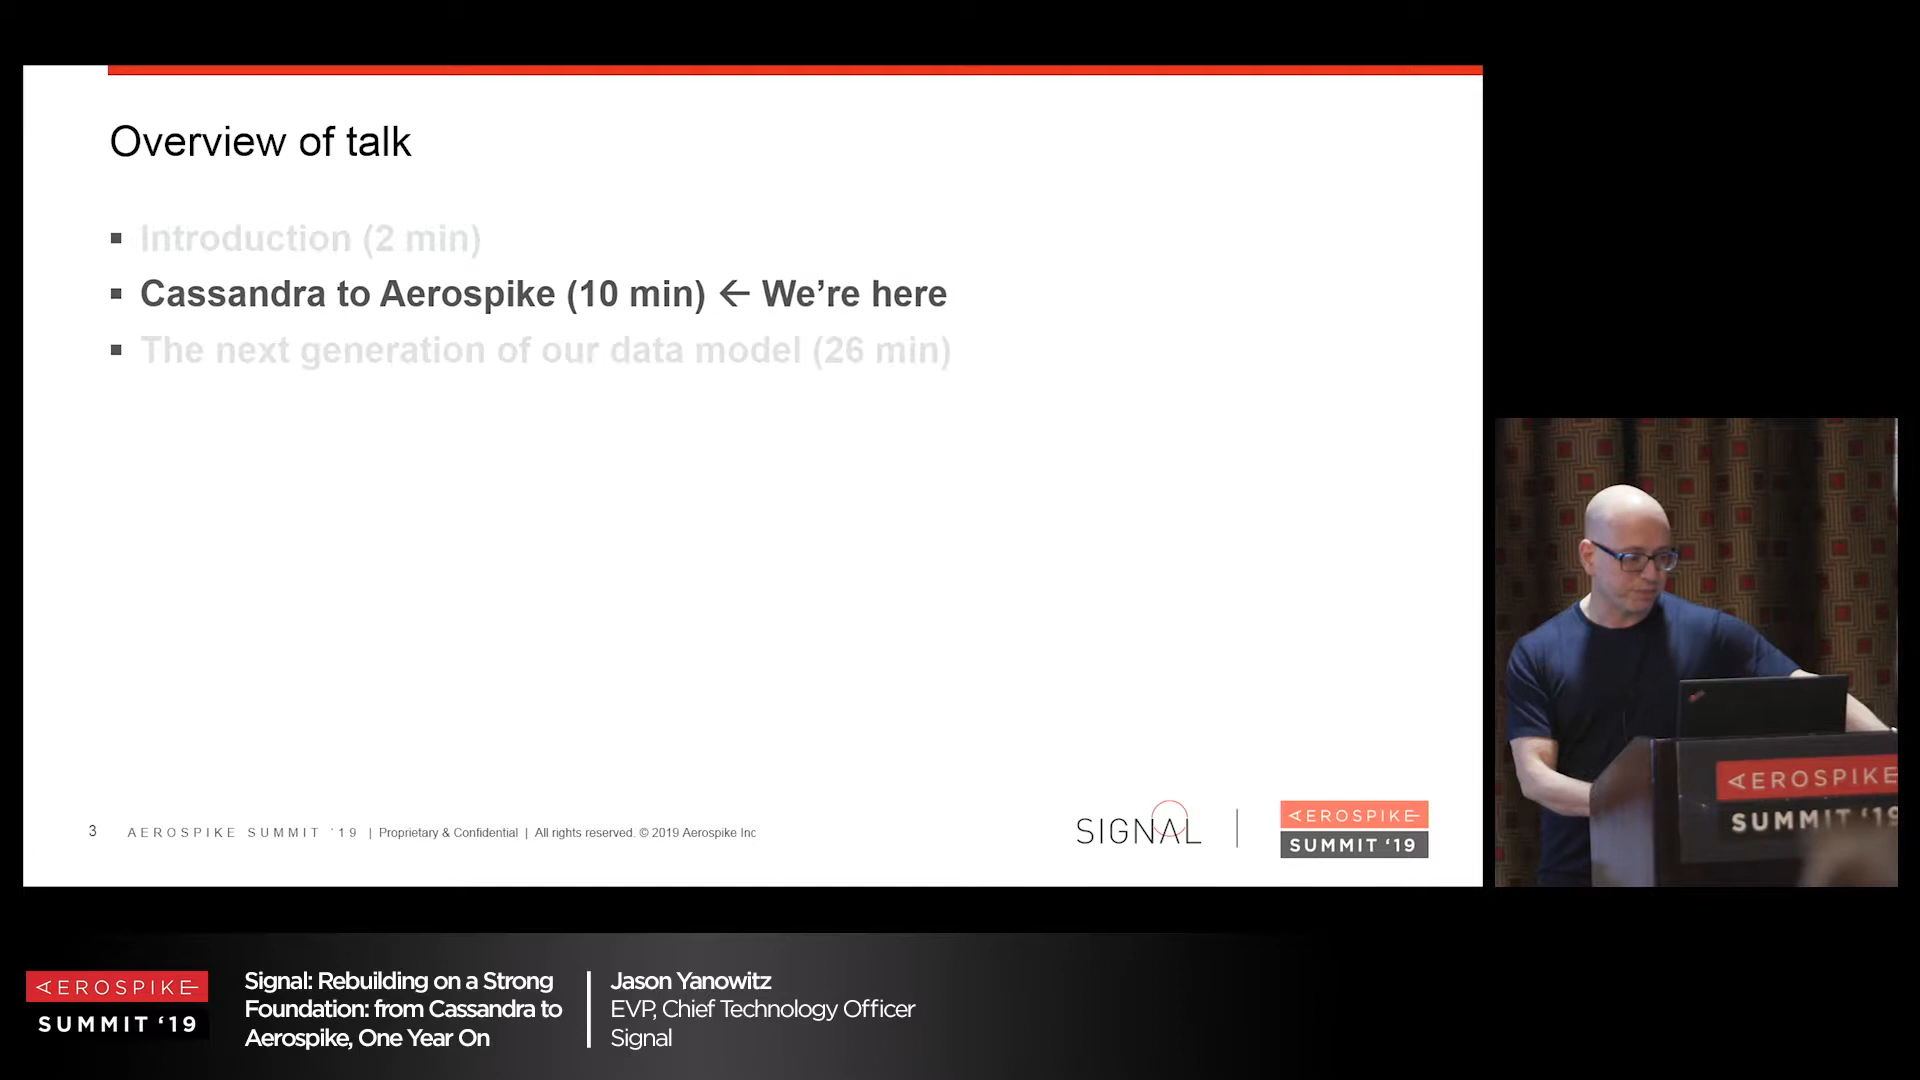 Overview of talk
▪ Introduction (2 min)
▪ Cassandra to Aerospike (10 min) ← We’re here
▪ The next generation of our data model (26 min)
3 AEROSPIKE SUMMIT ‘19 | Proprietary & Confidential | All rights reserved. © 2019 Aerospike Inc
SIGNAL
AEROSPIKE
SUMMIT ‘19
AEROSPIKE
SUMMIT ‘19
AEROSPIKE
SUMMIT ‘19
Signal: Rebuilding on a Strong
Foundation: from Cassandra to
Aerospike, One Year On
Jason Yanowitz
EVP, Chief Technology Officer
Signal